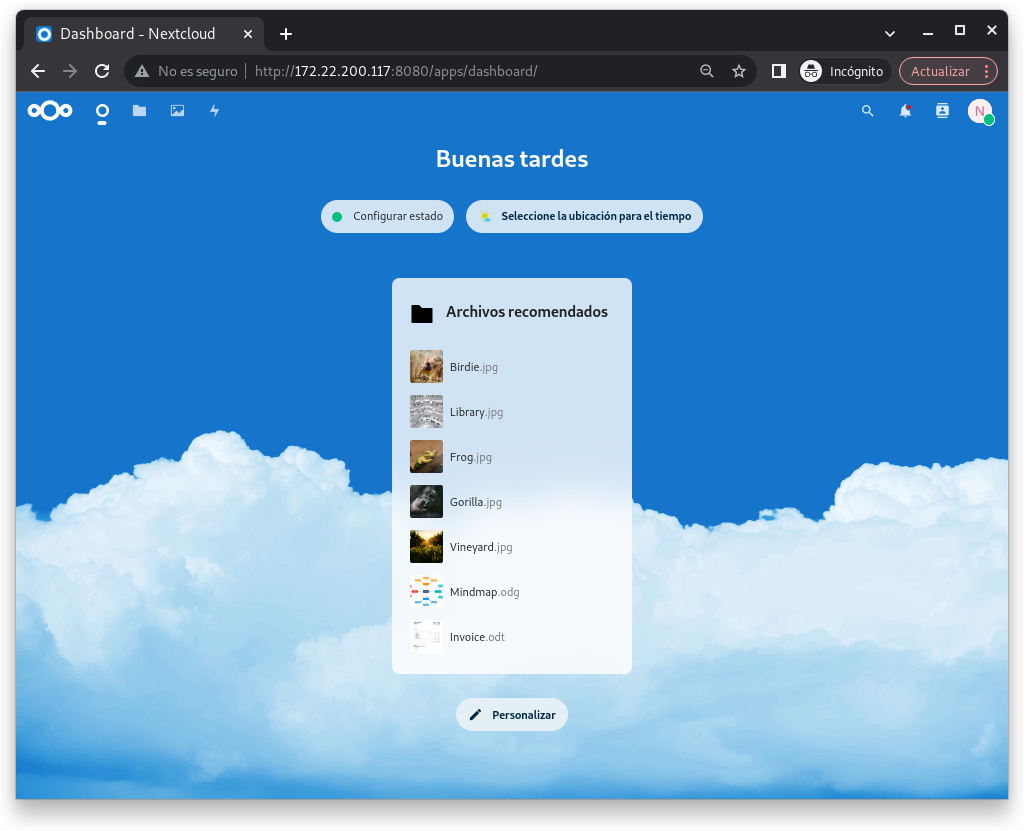 Dashboard - Nextcloud
No es seguro http://172.22.200.117:8080/apps/dashboard/ Incógnito Actualizar
N
Buenas tardes
Configurar estado Seleccione la ubicación para el tiempo
Archivos recomendados
Birdie.jpg
Library.jpg
Frog.jpg
Gorilla.jpg
Vineyard.jpg
Mindmap.odg
Invoice.odt
Personalizar